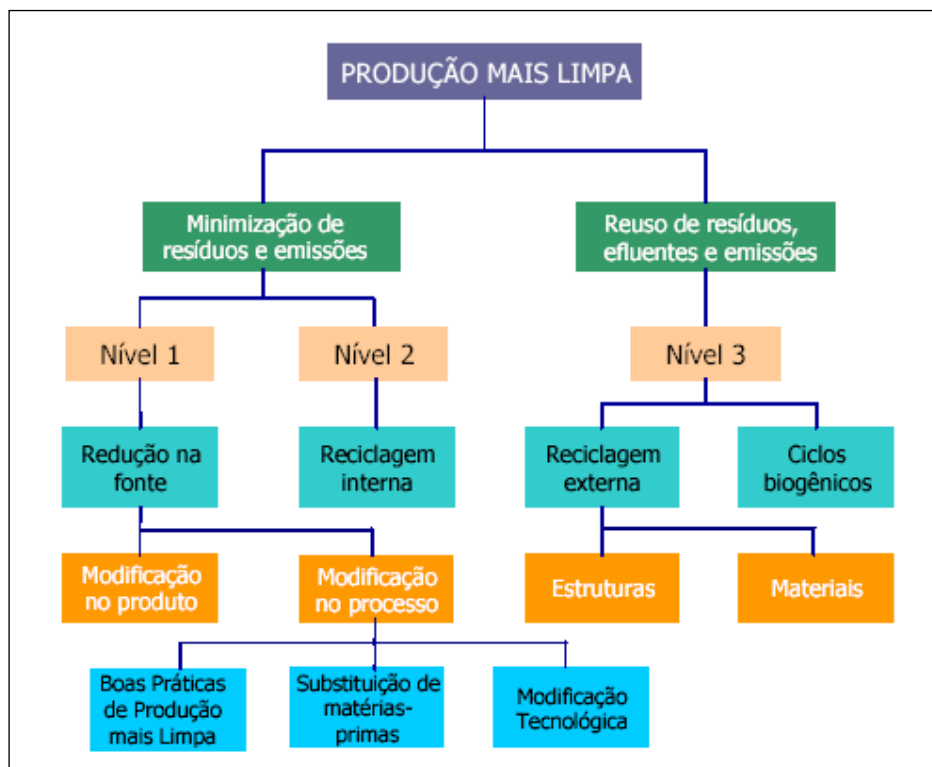 PRODUÇÃO MAIS LIMPA
Minimização de
resíduos e emissões
Reuso de resíduos,
efluentes e emissões
Nível 1
Nível 2
Nível 3
Redução na
fonte
Reciclagem
interna
Reciclagem
externa
Ciclos
biogênicos
Modificação
no produto
Modificação
no processo
Estruturas
Materiais
Boas Práticas
de Produção
mais Limpa
Substituição de
matérias-
primas
Modificação
Tecnológica